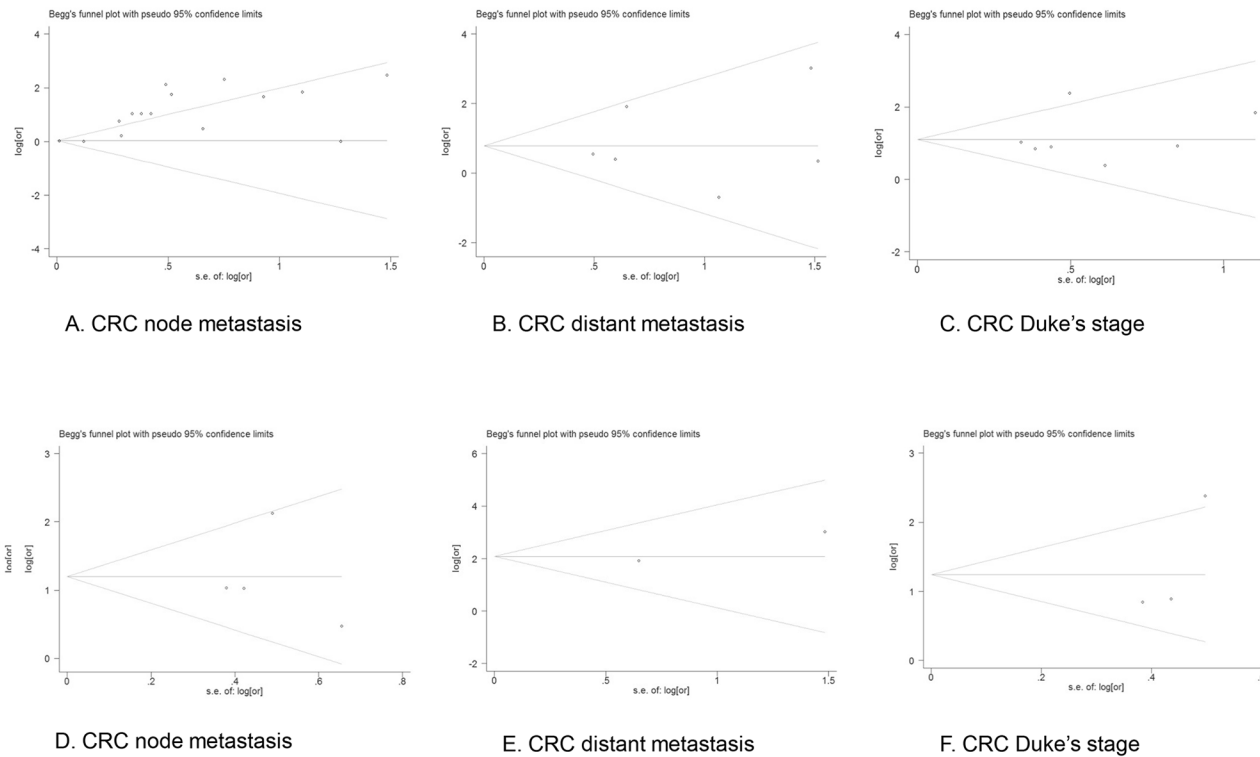 Begg's funnel plot with pseudo 95% confidence limits
4
2
0
-2
-4
log[or]
0
.5
1
1.5
s.e. of: log[or]
A. CRC node metastasis
Begg's funnel plot with pseudo 95% confidence limits
4
2
0
-2
log[or]
0
.5
1
1.5
s.e. of: log[or]
B. CRC distant metastasis
Begg's funnel plot with pseudo 95% confidence limits
4
2
0
-2
log[or]
0
.5
1
s.e. of: log[or]
C. CRC Duke’s stage
Begg's funnel plot with pseudo 95% confidence limits
3
2
1
0
log[or]
log[or]
0
.2
.4
.6
.8
s.e. of: log[or]
D. CRC node metastasis
Begg's funnel plot with pseudo 95% confidence limits
6
4
2
0
-2
log[or]
0
.5
1
1.5
s.e. of: log[or]
E. CRC distant metastasis
Begg's funnel plot with pseudo 95% confidence limits
3
2
1
0
log[or]
0
.2
.4
s.e. of: log[or]
F. CRC Duke’s stage